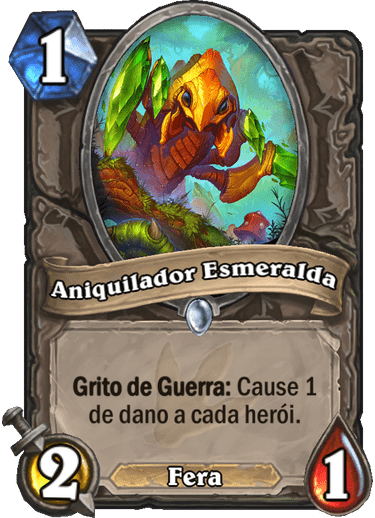 1
Aniquilador Esmeralda
Grito de Guerra: Cause 1
de dano a cada herói.
2
Fera
1